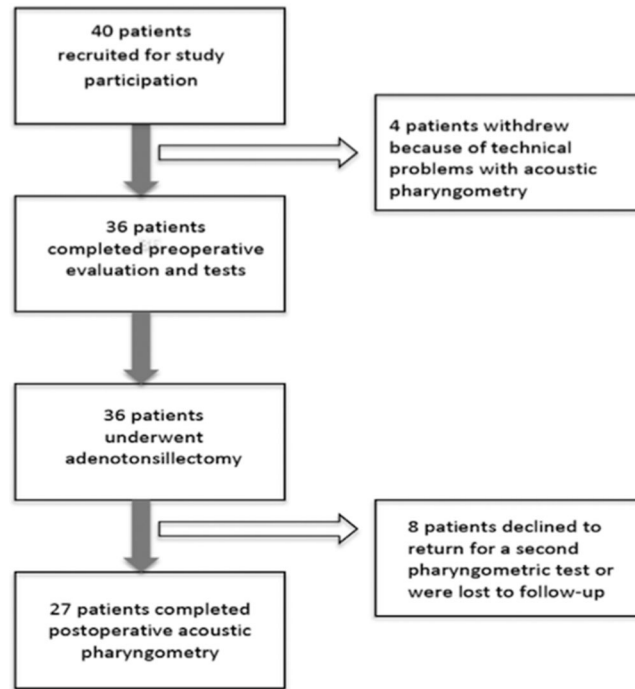 40 patients
recruited for study
participation
4 patients withdrew
because of technical
problems with acoustic
pharyngometry
36 patients
completed preoperative
evaluation and tests
36 patients
underwent
adenotonsillectomy
8 patients declined to
return for a second
pharyngometric test or
were lost to follow-up
27 patients completed
postoperative acoustic
pharyngometry